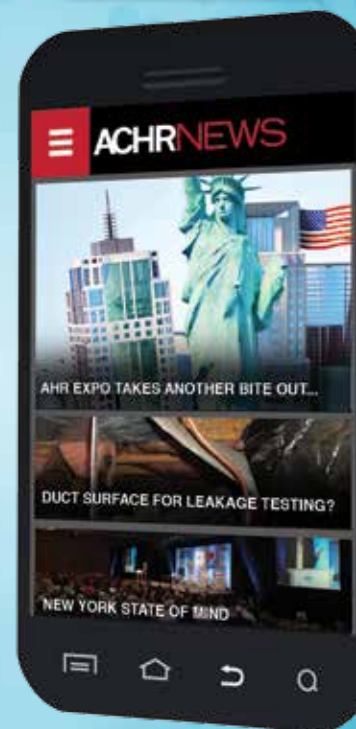 ACHRNEWS
AHR EXPO TAKES ANOTHER BITE OUT...
DUCT SURFACE FOR LEAKAGE TESTING?
NEW YORK STATE OF MIND